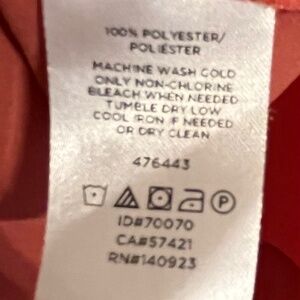 100% POLYESTER/
POLIÉSTER
MACHINE WASH COLD
ONLY NON-CHLORINE
BLEACH WHEN NEEDED
TUMBLE DRY LOW
COOL IRON IF NEEDED
OR DRY CLEAN
476443
P
ID#70070
CA#57421
RN#140923